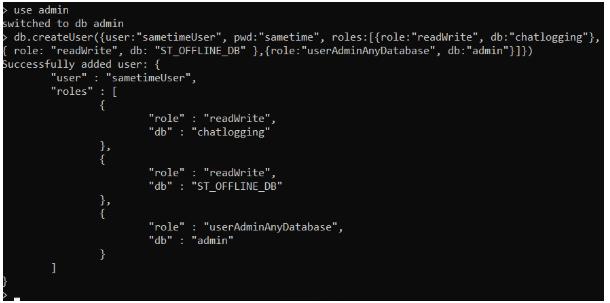 > use admin
switched to db admin
> db.createUser({user:"sametimeUser", pwd:"sametime", roles:[{role:"readWrite", db:"chatlogging"},
{ role: "readWrite", db: "ST_OFFLINE_DB" },{role:"userAdminAnyDatabase", db:"admin"}]})
Successfully added user: {
        "user" : "sametimeUser",
        "roles" : [
                {
                        "role" : "readWrite",
                        "db" : "chatlogging"
                },
                {
                        "role" : "readWrite",
                        "db" : "ST_OFFLINE_DB"
                },
                {
                        "role" : "userAdminAnyDatabase",
                        "db" : "admin"
                }
        ]
}
>